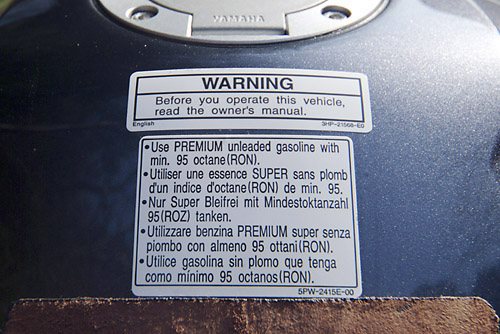 YAMAHA
WARNING
Before you operate this vehicle,
read the owner's manual.
English 3HP-21568-E0
•Use PREMIUM unleaded gasoline with
min. 95 octane(RON).
•Utiliser une essence SUPER sans plomb
d'un indice d'octane(RON) de min. 95.
•Nur Super Bleifrei mit Mindestoktanzahl
95(ROZ) tanken.
•Utilizzare benzina PREMIUM super senza
piombo con almeno 95 ottani(RON).
•Utilice gasolina sin plomo que tenga
como mínimo 95 octanos(RON).
5PW-2415E-00